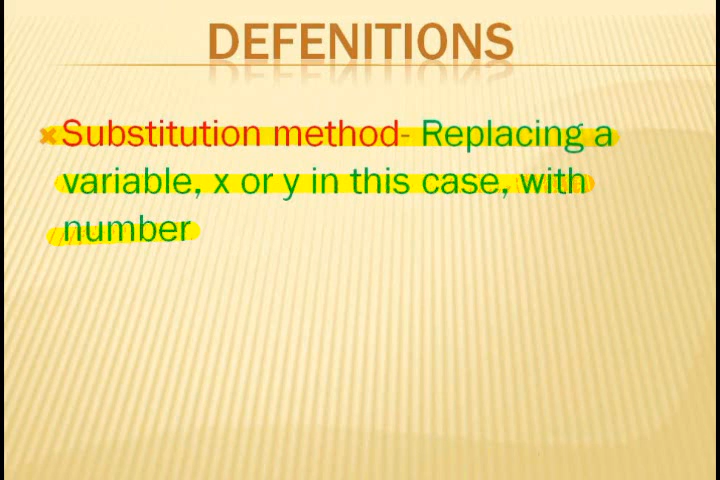 DEFENITIONS
Substitution method- Replacing a
variable, x or y in this case, with
number